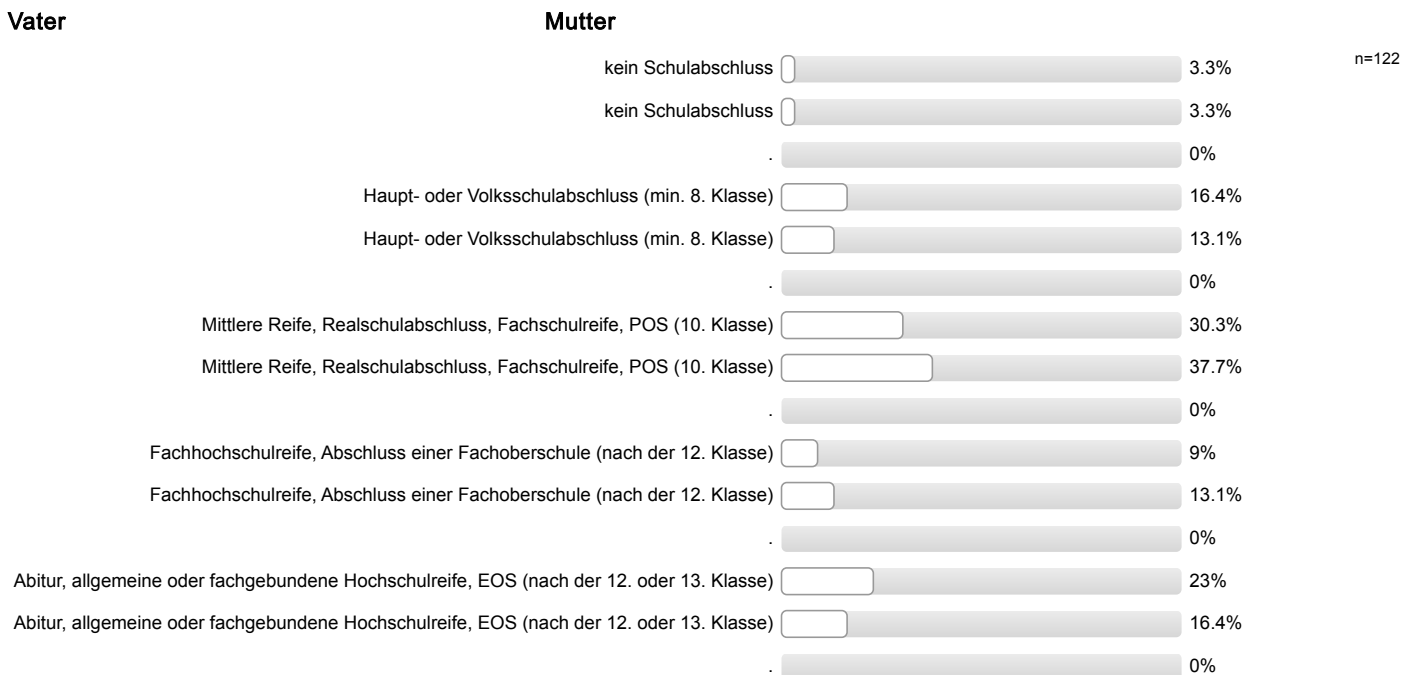 Vater Mutter
n=122
kein Schulabschluss 3.3%
kein Schulabschluss 3.3%
. 0%
Haupt- oder Volksschulabschluss (min. 8. Klasse) 16.4%
Haupt- oder Volksschulabschluss (min. 8. Klasse) 13.1%
. 0%
Mittlere Reife, Realschulabschluss, Fachschulreife, POS (10. Klasse) 30.3%
Mittlere Reife, Realschulabschluss, Fachschulreife, POS (10. Klasse) 37.7%
. 0%
Fachhochschulreife, Abschluss einer Fachoberschule (nach der 12. Klasse) 9%
Fachhochschulreife, Abschluss einer Fachoberschule (nach der 12. Klasse) 13.1%
. 0%
Abitur, allgemeine oder fachgebundene Hochschulreife, EOS (nach der 12. oder 13. Klasse) 23%
Abitur, allgemeine oder fachgebundene Hochschulreife, EOS (nach der 12. oder 13. Klasse) 16.4%
. 0%